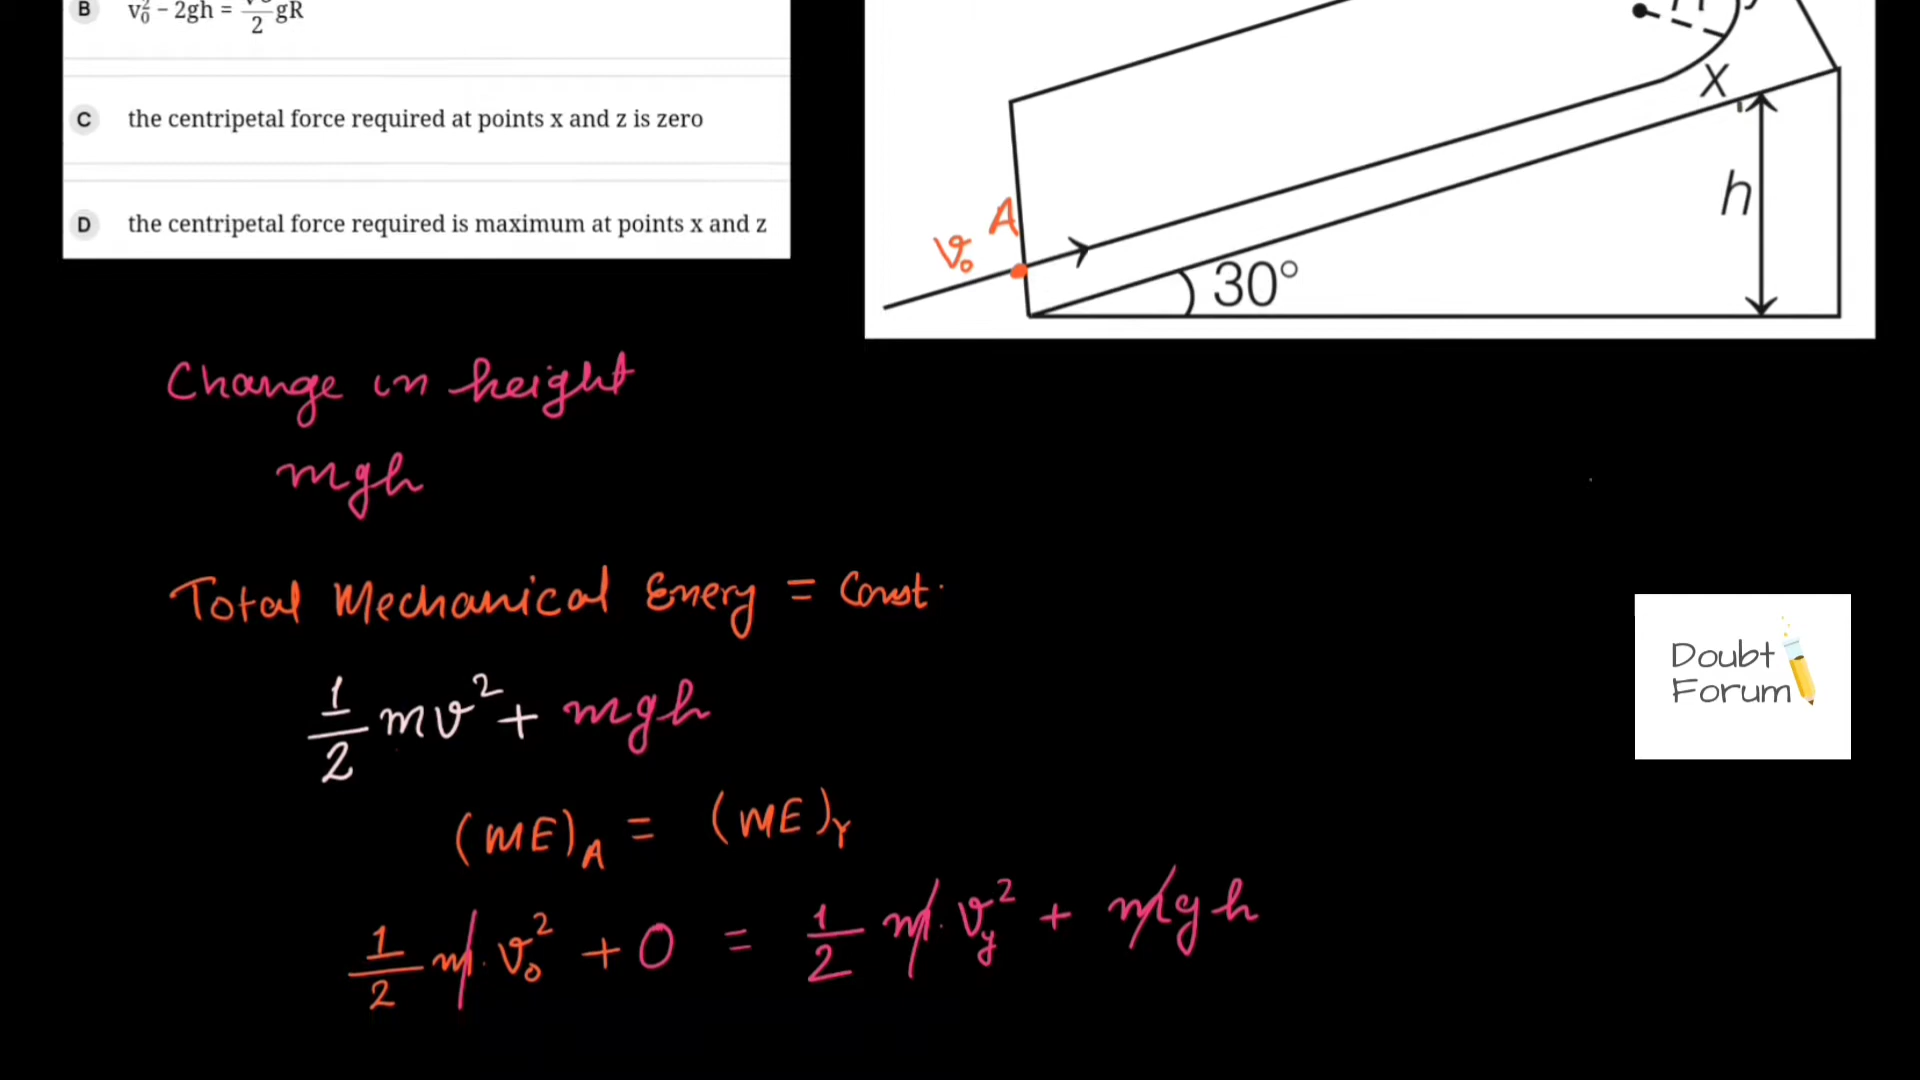 B v₀² − 2gh = /2 gR
C the centripetal force required at points x and z is zero
D the centripetal force required is maximum at points x and z
x
h
A
v₀
30°
Change in height
mgh
Total Mechanical Enery = Const.
1/2 mv² + mgh
(ME)A = (ME)Y
1/2 m. v₀² + 0 = 1/2 m. vy² + mgh
Doubt
Forum